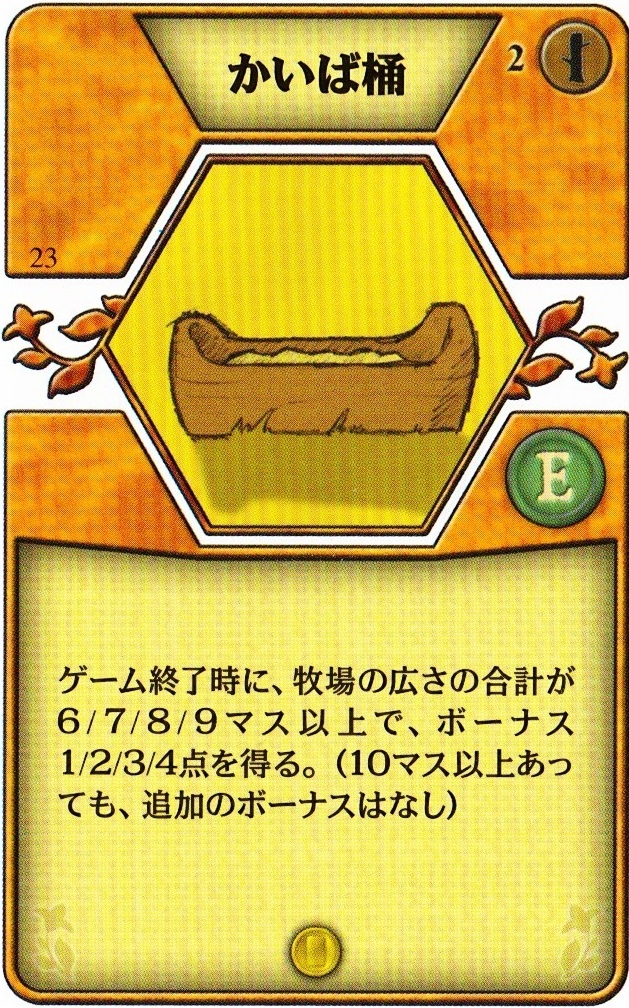 かいば桶
2
23
E
ゲーム終了時に、牧場の広さの合計が
6/7/8/9マス以上で、ボーナス
1/2/3/4点を得る。（10マス以上あっ
ても、追加のボーナスはなし）